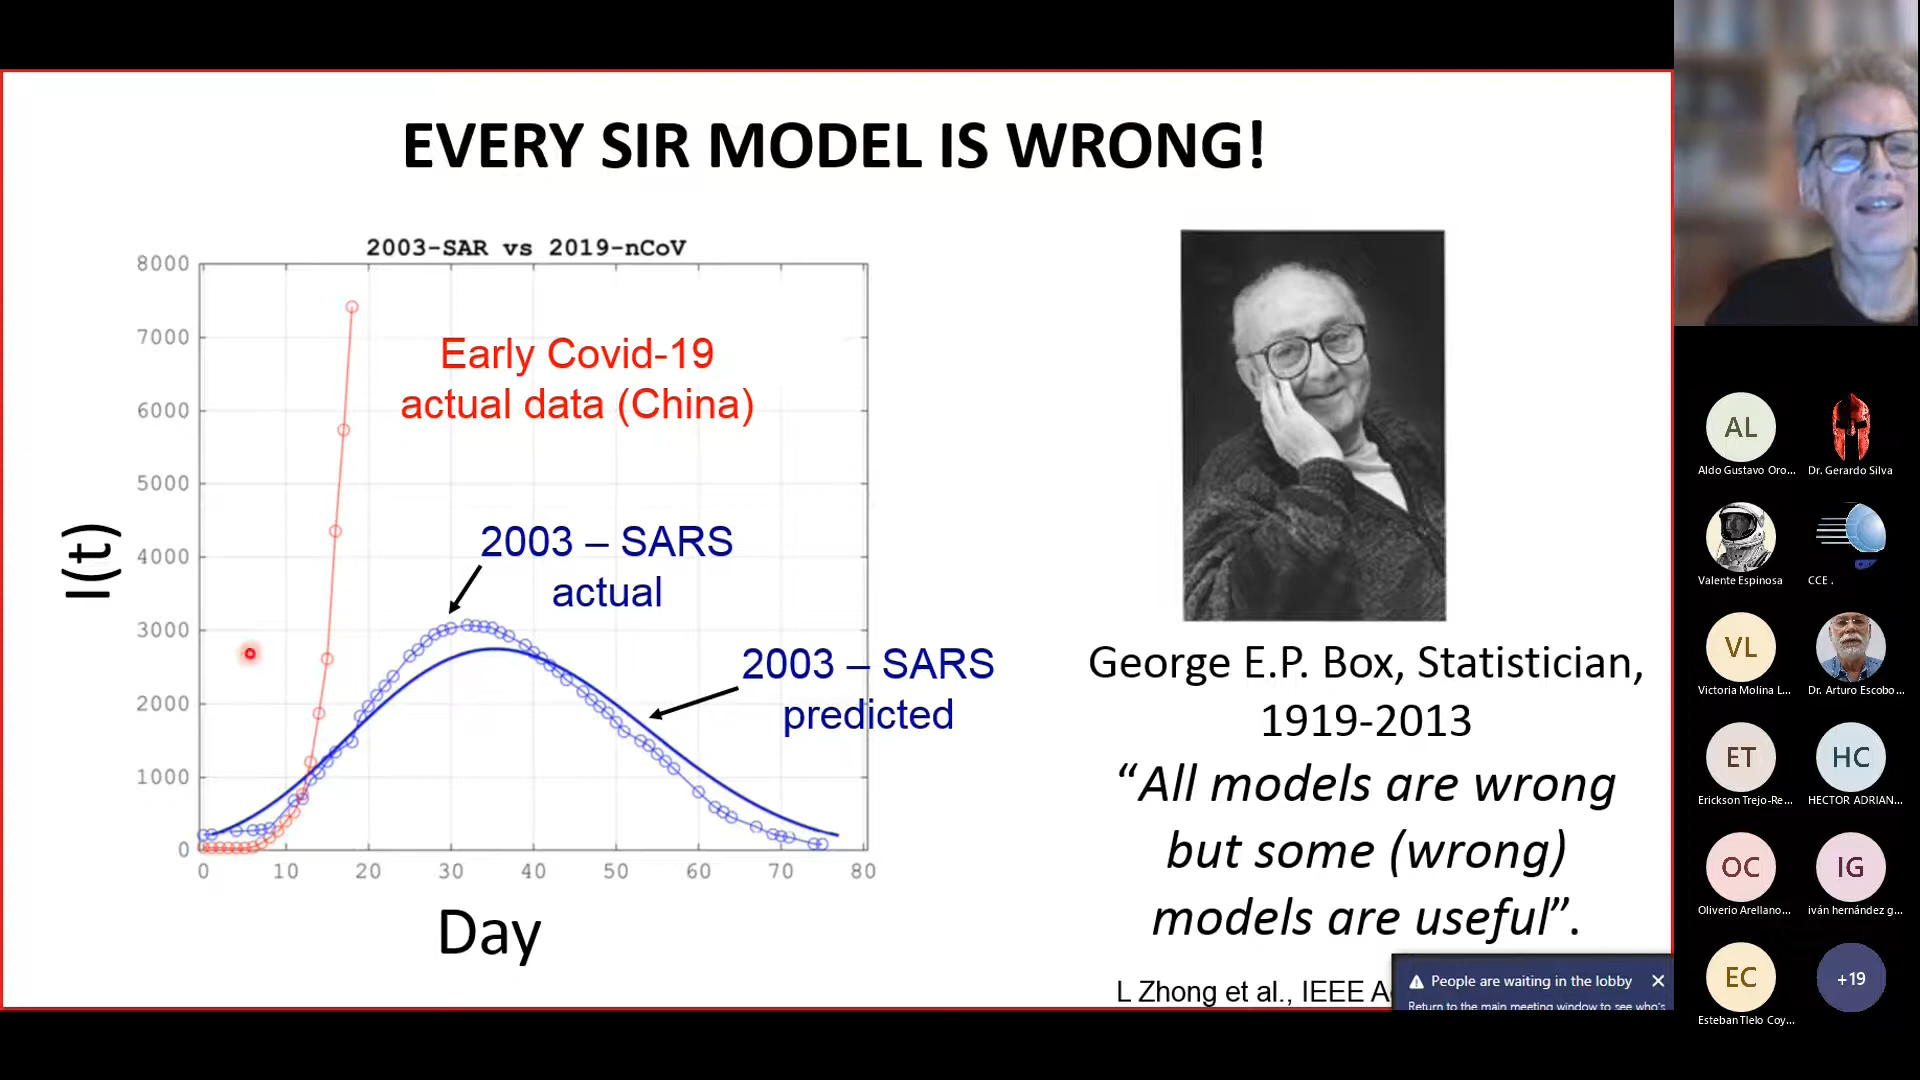 EVERY SIR MODEL IS WRONG!
2003-SAR vs 2019-nCoV
8000
7000
6000
5000
4000
3000
2000
1000
0
0 10 20 30 40 50 60 70 80
I(t)
Day
Early Covid-19
actual data (China)
2003 – SARS
actual
2003 – SARS
predicted
George E.P. Box, Statistician,
1919-2013
“All models are wrong
but some (wrong)
models are useful”.
L Zhong et al., IEEE A
People are waiting in the lobby
Return to the main meeting window to see who's
AL
Aldo Gustavo Oro...
Dr. Gerardo Silva
Valente Espinosa
CCE .
VL
Victoria Molina L...
Dr. Arturo Escobo...
ET
Erickson Trejo-Re...
HC
HECTOR ADRIAN...
OC
Oliverio Arellano...
IG
iván hernández g...
EC
Esteban Tlelo Coy...
+19